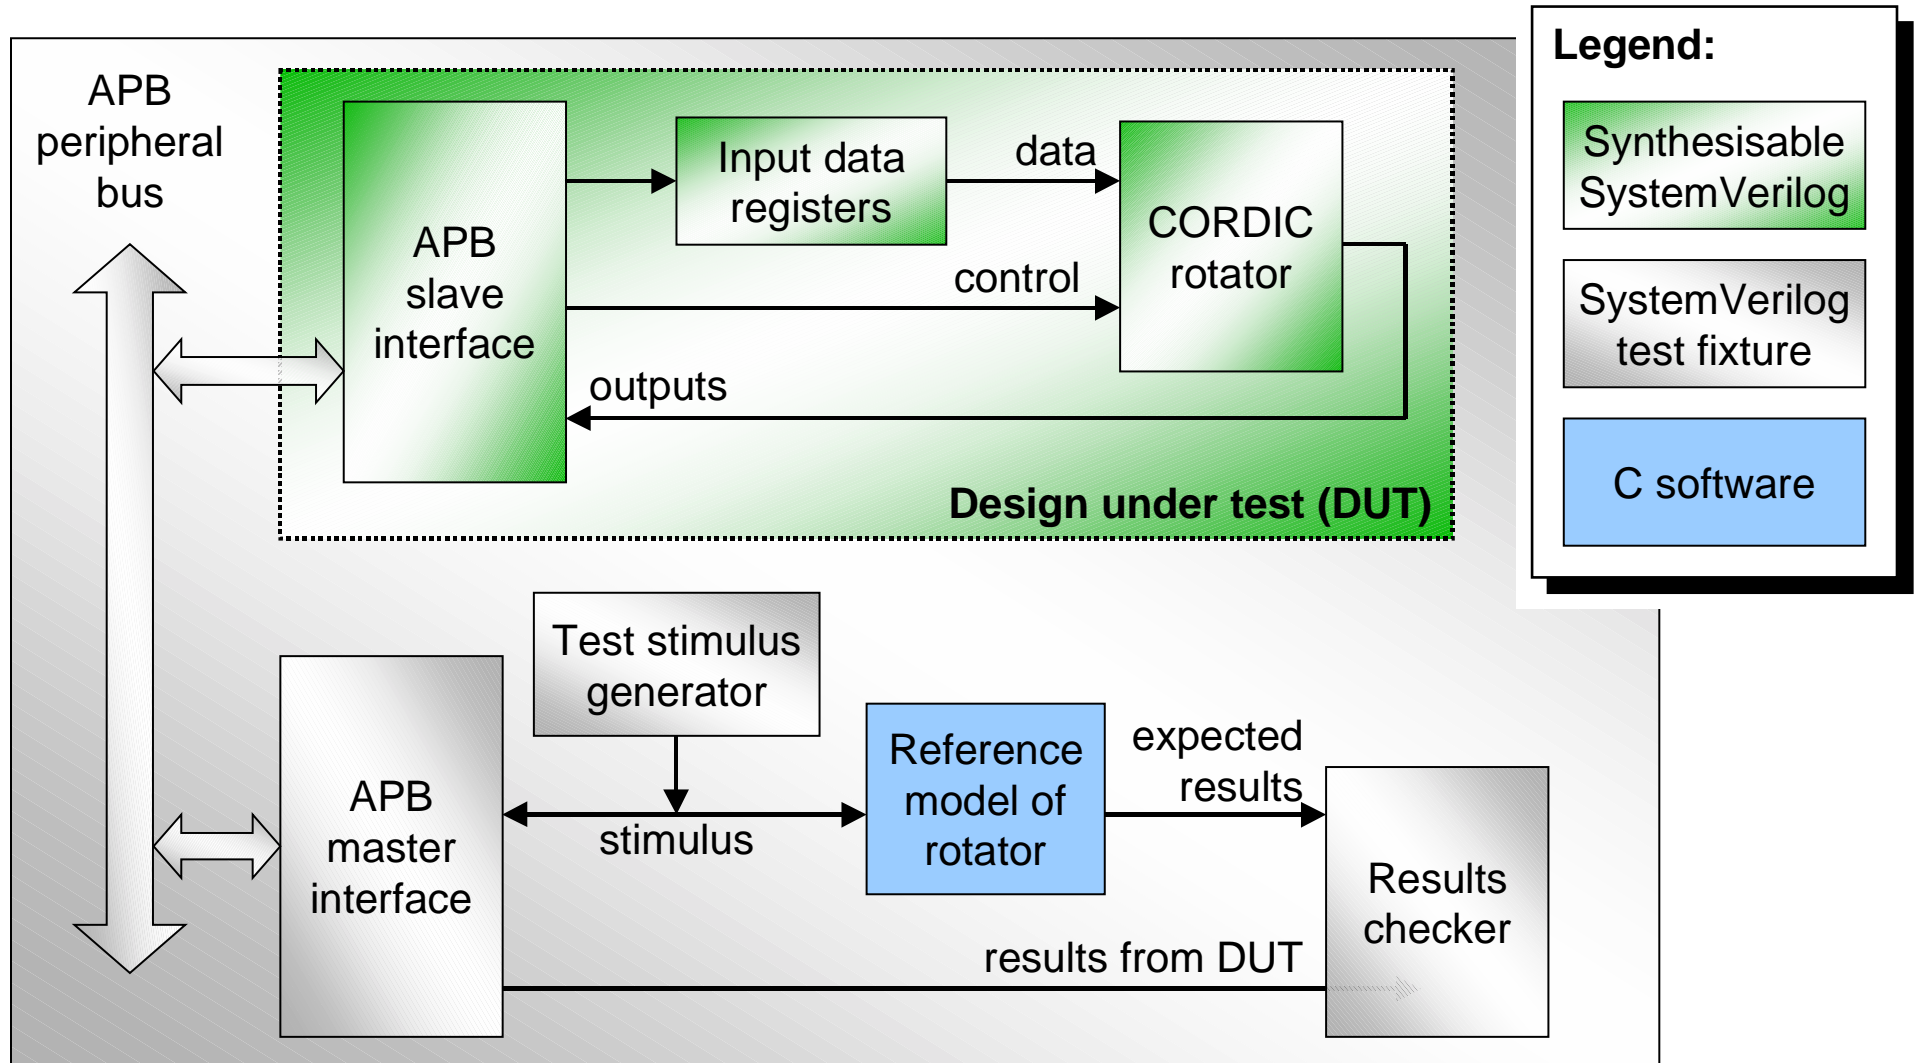 APB
peripheral
bus
APB
slave
interface
Input data
registers
data
control
outputs
CORDIC
rotator
Design under test (DUT)
Legend:
Synthesisable
SystemVerilog
SystemVerilog
test fixture
C software
Test stimulus
generator
APB
master
interface
stimulus
Reference
model of
rotator
expected
results
Results
checker
results from DUT